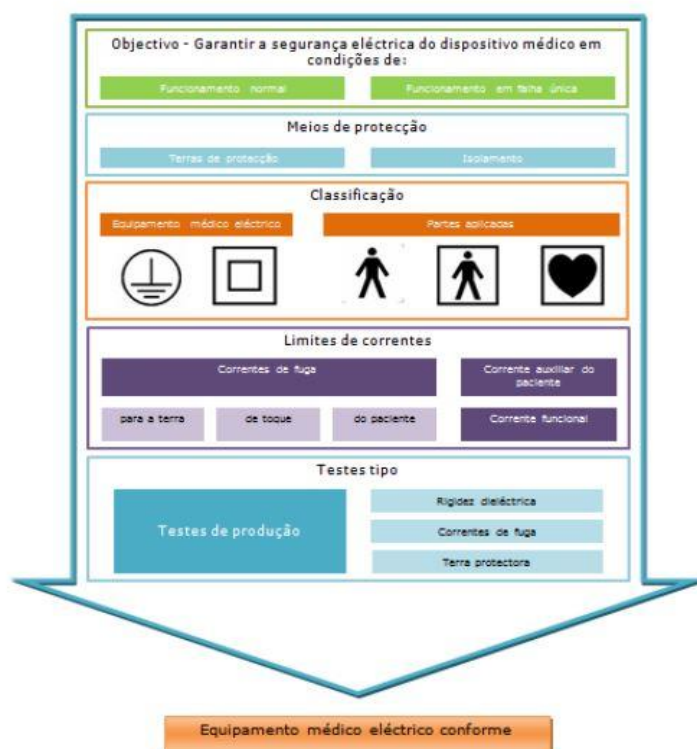 Objectivo - Garantir a segurança eléctrica do dispositivo médico em
condições de:
Funcionamento normal
Funcionamento em falha única
Meios de protecção
Terras de protecção
Isolamento
Classificação
Equipamento médico eléctrico
Partes aplicadas
Limites de correntes
Correntes de fuga
Corrente auxiliar do
paciente
para a terra
de toque
do paciente
Corrente funcional
Testes tipo
Testes de produção
Rigidez dieléctrica
Correntes de fuga
Terra protectora
Equipamento médico eléctrico conforme